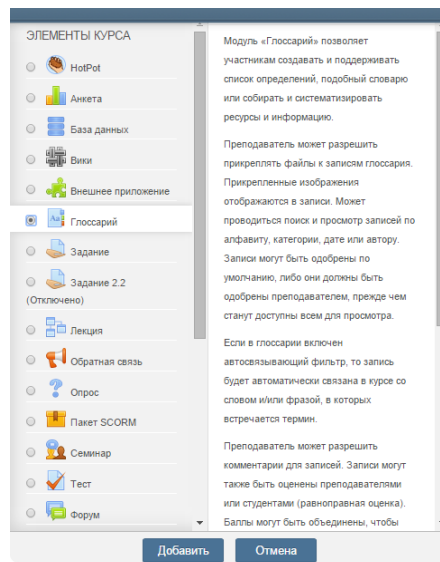 ЭЛЕМЕНТЫ КУРСА
HotPot
Анкета
База данных
Вики
Внешнее приложение
Глоссарий
Задание
Задание 2.2
(Отключено)
Лекция
Обратная связь
Опрос
Пакет SCORM
Семинар
Тест
Форум
Модуль «Глоссарий» позволяет
участникам создавать и поддерживать
список определений, подобный словарю
или собирать и систематизировать
ресурсы и информацию.
Преподаватель может разрешить
прикреплять файлы к записям глоссария.
Прикрепленные изображения
отображаются в записи. Может
проводиться поиск и просмотр записей по
алфавиту, категории, дате или автору.
Записи могут быть одобрены по
умолчанию, либо они должны быть
одобрены преподавателем, прежде чем
станут доступны всем для просмотра.
Если в глоссарии включен
автосвязывающий фильтр, то запись
будет автоматически связана в курсе со
словом и/или фразой, в которых
встречается термин.
Преподаватель может разрешить
комментарии для записей. Записи могут
также быть оценены преподавателями
или студентами (равноправная оценка).
Баллы могут быть объединены, чтобы
Добавить
Отмена